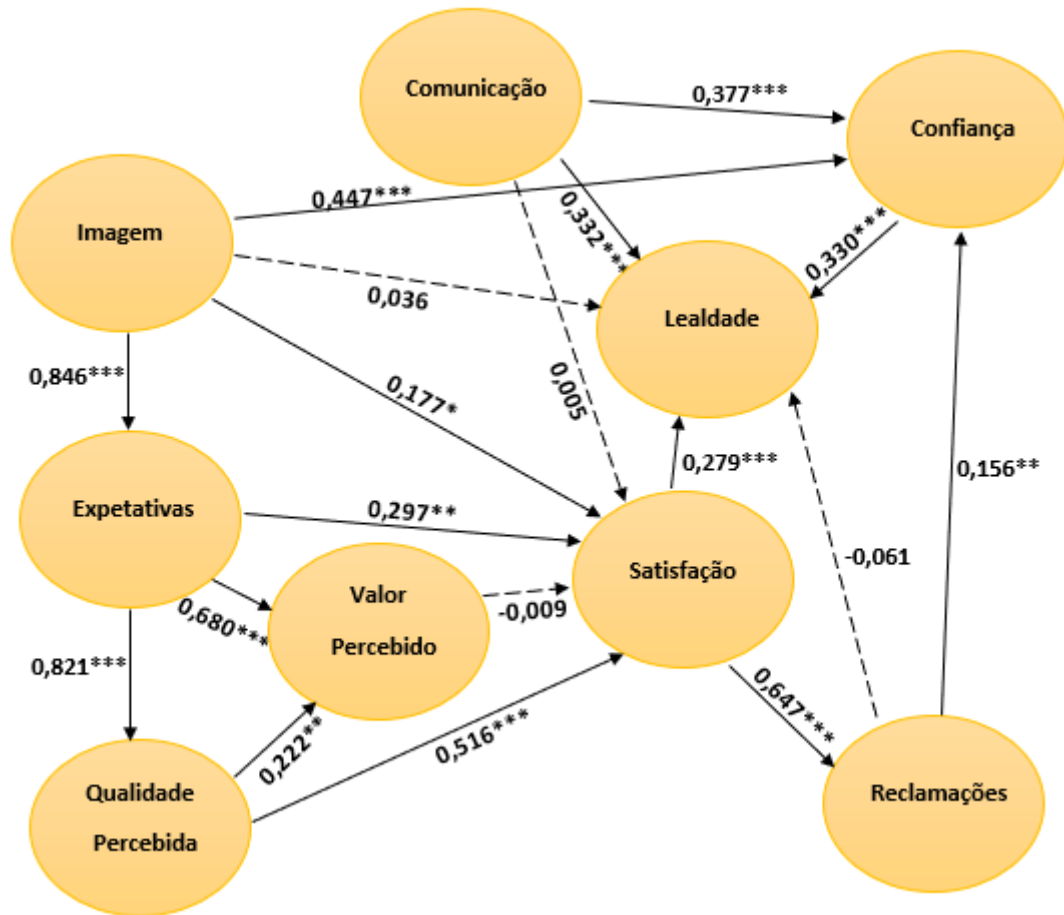 Comunicação
0,377***
Confiança
Imagem
0,447***
0,332***
0,330***
0,036
Lealdade
0,846***
0,177*
0,005
0,279***
0,156**
Expetativas
0,297**
Satisfação
-0,061
Valor
Percebido
-0,009
0,680***
0,821***
0,647***
0,222**
0,516***
Qualidade
Percebida
Reclamações